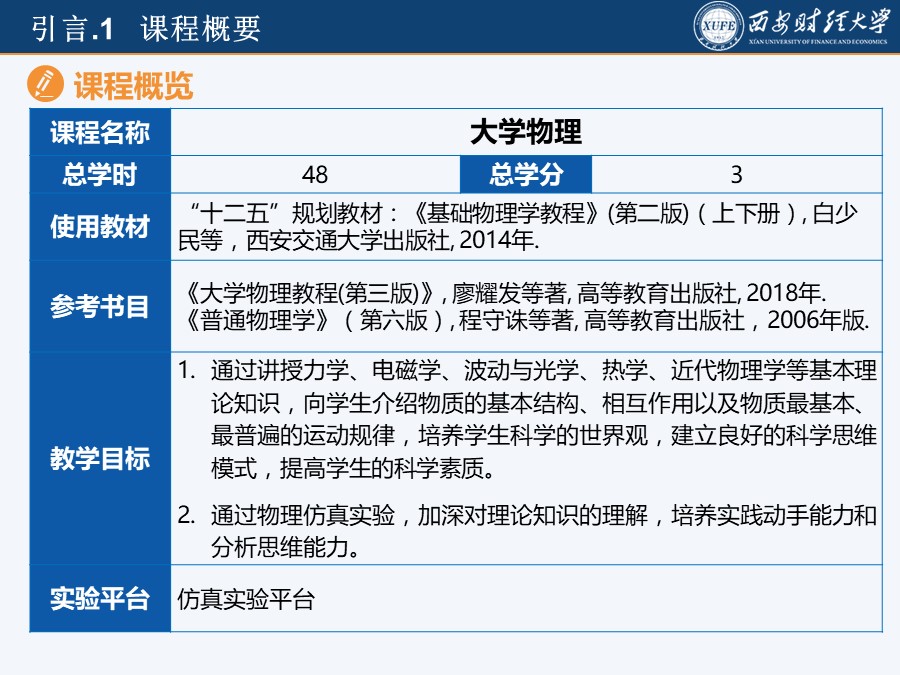 引言.1 课程概要
XUFE
西安财经大学
XI'AN UNIVERSITY OF FINANCE AND ECONOMICS
课程概览
课程名称 大学物理
总学时 48 总学分 3
使用教材 “十二五”规划教材：《基础物理学教程》(第二版)（上下册）, 白少
民等，西安交通大学出版社, 2014年.
参考书目 《大学物理教程(第三版)》, 廖耀发等著, 高等教育出版社, 2018年.
《普通物理学》（第六版）, 程守洙等著, 高等教育出版社，2006年版.
教学目标 1. 通过讲授力学、电磁学、波动与光学、热学、近代物理学等基本理
论知识，向学生介绍物质的基本结构、相互作用以及物质最基本、
最普遍的运动规律，培养学生科学的世界观，建立良好的科学思维
模式，提高学生的科学素质。
2. 通过物理仿真实验，加深对理论知识的理解，培养实践动手能力和
分析思维能力。
实验平台 仿真实验平台